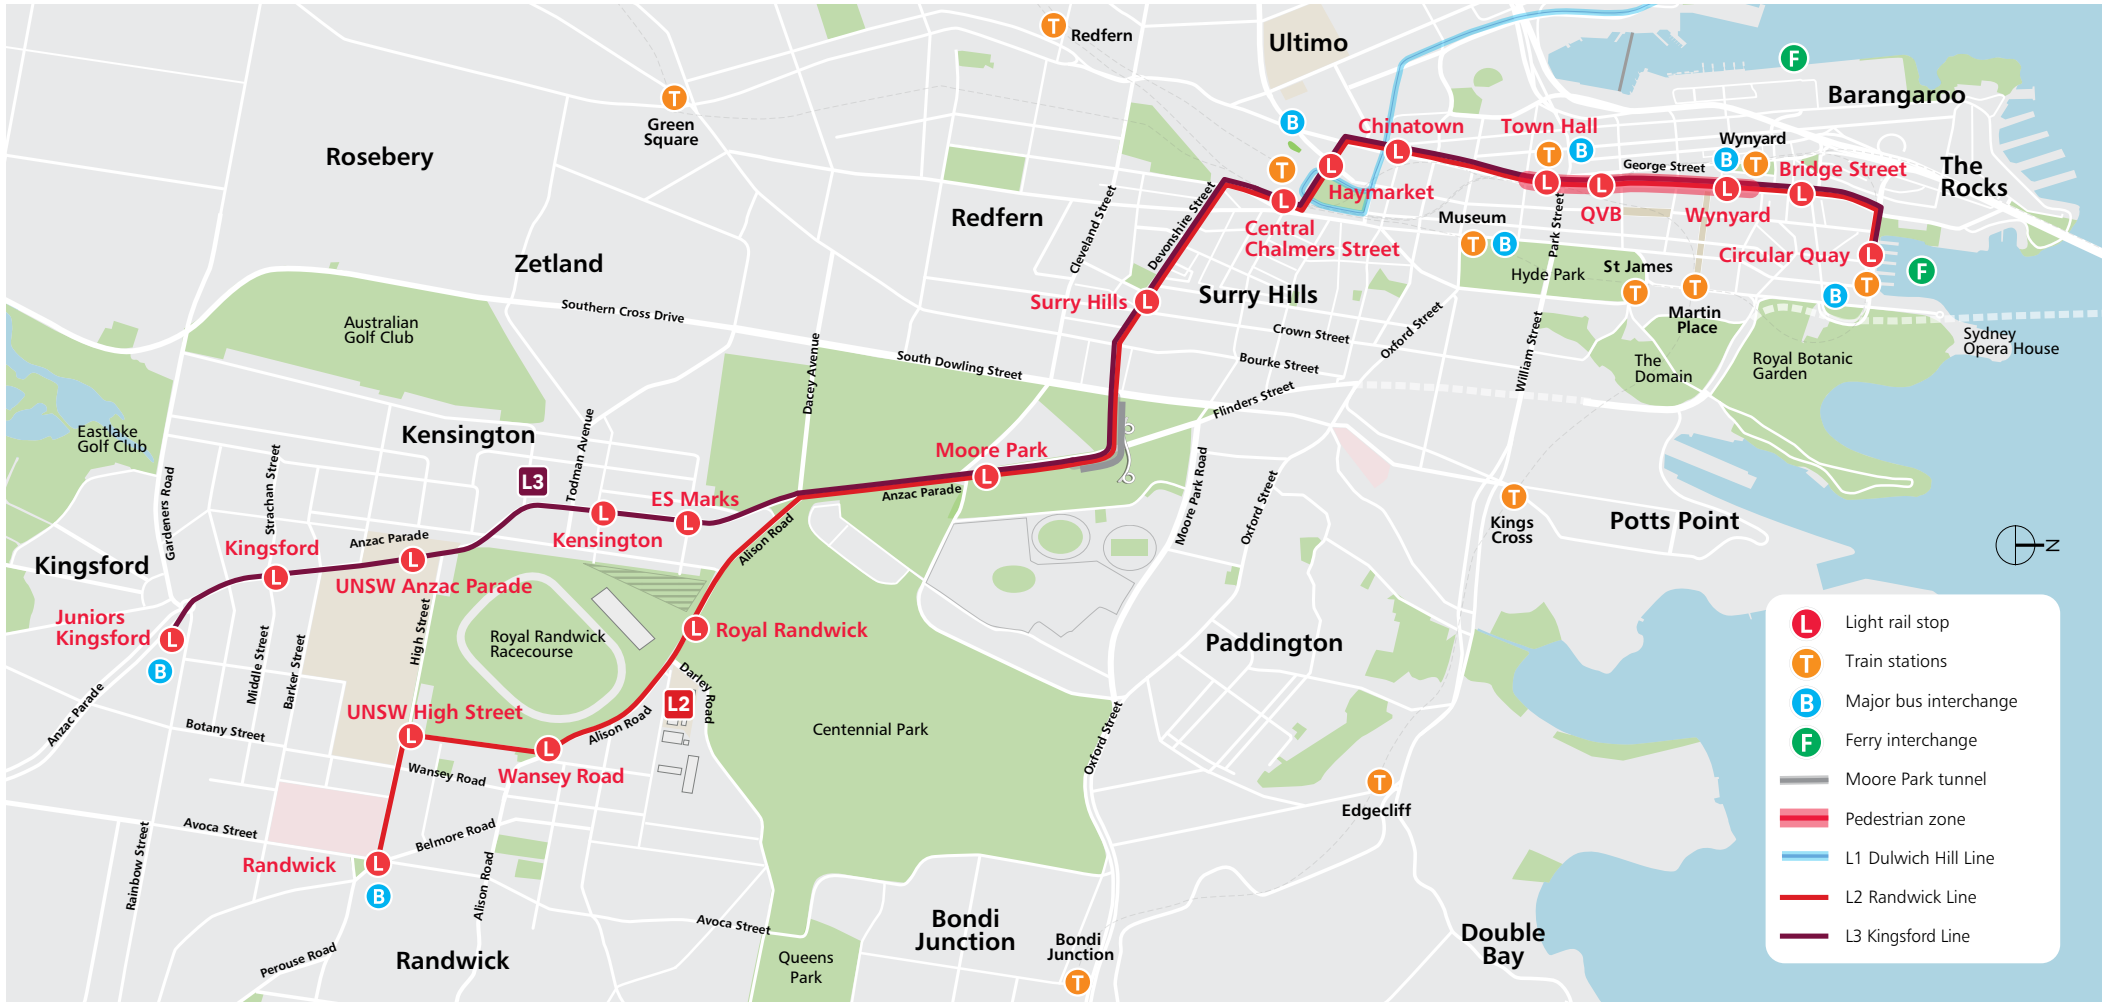 Redfern
Ultimo
Green
Square
Barangaroo
Rosebery
Chinatown
Town Hall
Wynyard
George Street
Bridge Street
The
Rocks
Haymarket
QVB
Wynyard
Redfern
Cleveland Street
Devonshire Street
Central
Chalmers Street
Museum
Park Street
Circular Quay
Zetland
Surry Hills
Surry Hills
Hyde Park
St James
Martin
Place
Southern Cross Drive
Australian
Golf Club
Dacey Avenue
South Dowling Street
Crown Street
Bourke Street
Oxford Street
Flinders Street
William Street
The
Domain
Royal Botanic
Garden
Sydney
Opera House
Eastlake
Golf Club
Kensington
Todman Avenue
Strachan Street
Gardeners Road
L3
ES Marks
Kensington
Moore Park
Anzac Parade
Alison Road
Moore Park Road
Oxford Street
Kings
Cross
Potts Point
N
Kingsford
Kingsford
Anzac Parade
UNSW Anzac Parade
Juniors
Kingsford
High Street
Middle Street
Barker Street
Royal Randwick
Racecourse
Royal Randwick
Darley Road
L2
Paddington
Anzac Parade
Botany Street
UNSW High Street
Wansey Road
Wansey Road
Alison Road
Centennial Park
Oxford Street
Edgecliff
Avoca Street
Rainbow Street
Randwick
Belmore Road
Alison Road
Avoca Street
Perouse Road
Randwick
Queens
Park
Bondi
Junction
Bondi
Junction
Double
Bay
L Light rail stop
T Train stations
B Major bus interchange
F Ferry interchange
Moore Park tunnel
Pedestrian zone
L1 Dulwich Hill Line
L2 Randwick Line
L3 Kingsford Line